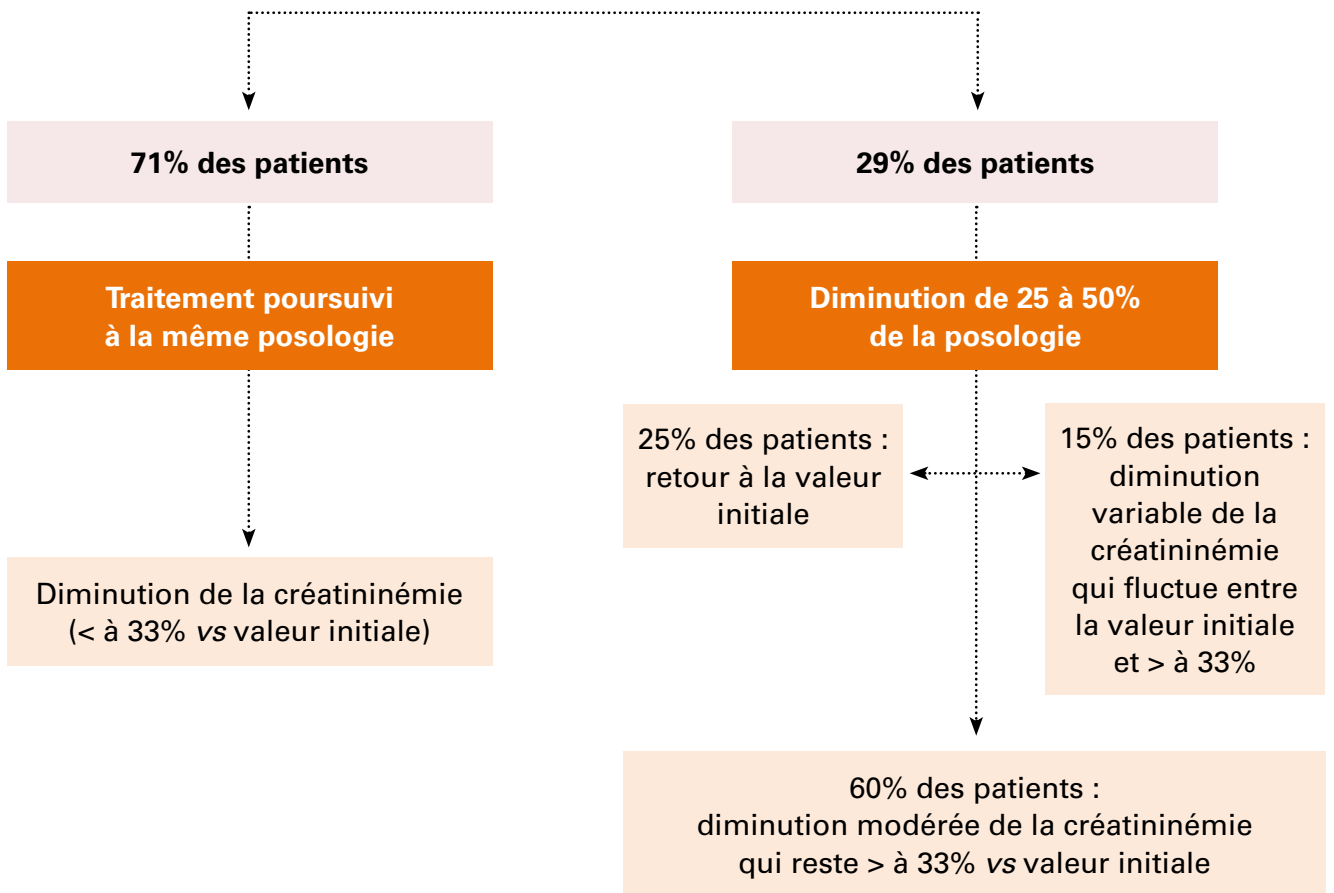 71% des patients
29% des patients
Traitement poursuivi
à la même posologie
Diminution de 25 à 50%
de la posologie
25% des patients :
retour à la valeur
initiale
15% des patients :
diminution
variable de la
créatininémie
qui fluctue entre
la valeur initiale
et > à 33%
Diminution de la créatininémie
(< à 33% vs valeur initiale)
60% des patients :
diminution modérée de la créatininémie
qui reste > à 33% vs valeur initiale